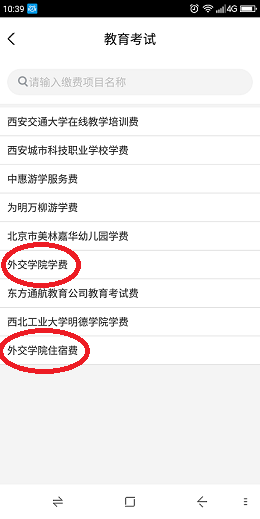 10:39
4G
教育考试
请输入缴费项目名称
西安交通大学在线教学培训费
西安城市科技职业学校学费
中惠游学服务费
为明万柳游学费
北京市美林嘉华幼儿园学费
外交学院学费
东方通航教育公司教育考试费
西北工业大学明德学院学费
外交学院住宿费